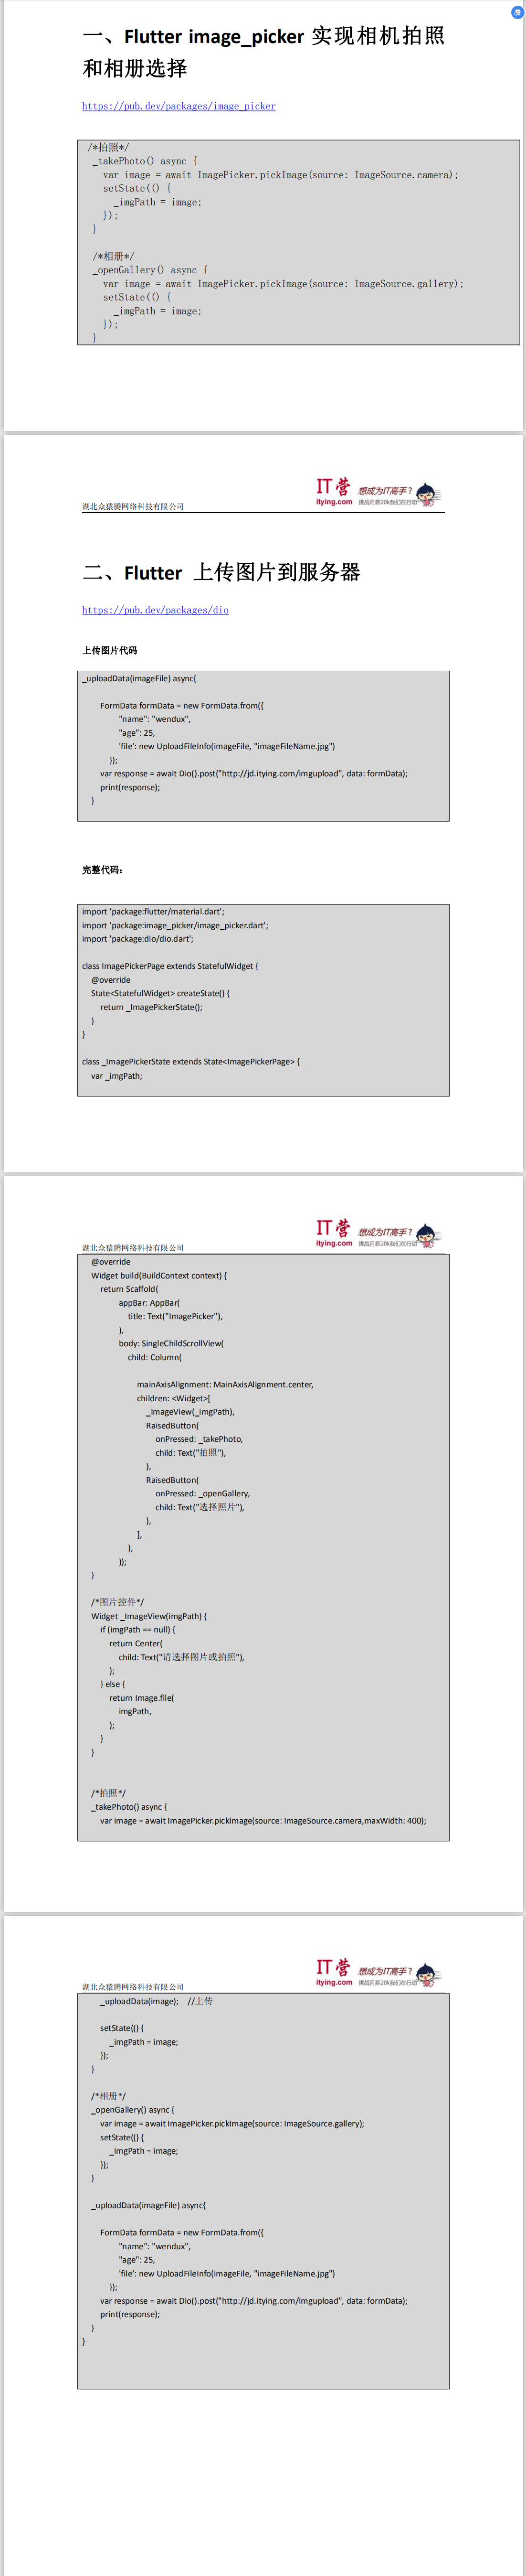 一、Flutter image_picker 实现相机拍照
和相册选择
https://pub.dev/packages/image_picker
/*拍照*/
_takePhoto() async {
var image = await ImagePicker.pickImage(source: ImageSource.camera);
setState(() {
_imgPath = image;
});
}
/*相册*/
_openGallery() async {
var image = await ImagePicker.pickImage(source: ImageSource.gallery);
setState(() {
_imgPath = image;
});
}
湖北众猿腾网络科技有限公司
IT营 想成为IT高手?
itying.com 挑战月薪20k我们在行动
二、Flutter 上传图片到服务器
https://pub.dev/packages/dio
上传图片代码
_uploadData(imageFile) async{
FormData formData = new FormData.from({
"name": "wendux",
"age": 25,
'file': new UploadFileInfo(imageFile, "imageFileName.jpg")
});
var response = await Dio().post("http://jd.itying.com/imgupload", data: formData);
print(response);
}
完整代码：
import 'package:flutter/material.dart';
import 'package:image_picker/image_picker.dart';
import 'package:dio/dio.dart';
class ImagePickerPage extends StatefulWidget {
@override
State<StatefulWidget> createState() {
return _ImagePickerState();
}
}
class _ImagePickerState extends State<ImagePickerPage> {
var _imgPath;
湖北众猿腾网络科技有限公司
IT营 想成为IT高手?
itying.com 挑战月薪20k我们在行动
@override
Widget build(BuildContext context) {
return Scaffold(
appBar: AppBar(
title: Text("ImagePicker"),
),
body: SingleChildScrollView(
child: Column(
mainAxisAlignment: MainAxisAlignment.center,
children: <Widget>[
_ImageView(_imgPath),
RaisedButton(
onPressed: _takePhoto,
child: Text("拍照"),
),
RaisedButton(
onPressed: _openGallery,
child: Text("选择照片"),
),
],
),
));
}
/*图片控件*/
Widget _ImageView(imgPath) {
if (imgPath == null) {
return Center(
child: Text("请选择图片或拍照"),
);
} else {
return Image.file(
imgPath,
);
}
}
/*拍照*/
_takePhoto() async {
var image = await ImagePicker.pickImage(source: ImageSource.camera,maxWidth: 400);
湖北众猿腾网络科技有限公司
IT营 想成为IT高手?
itying.com 挑战月薪20k我们在行动
_uploadData(image); //上传
setState(() {
_imgPath = image;
});
}
/*相册*/
_openGallery() async {
var image = await ImagePicker.pickImage(source: ImageSource.gallery);
setState(() {
_imgPath = image;
});
}
_uploadData(imageFile) async{
FormData formData = new FormData.from({
"name": "wendux",
"age": 25,
'file': new UploadFileInfo(imageFile, "imageFileName.jpg")
});
var response = await Dio().post("http://jd.itying.com/imgupload", data: formData);
print(response);
}
}